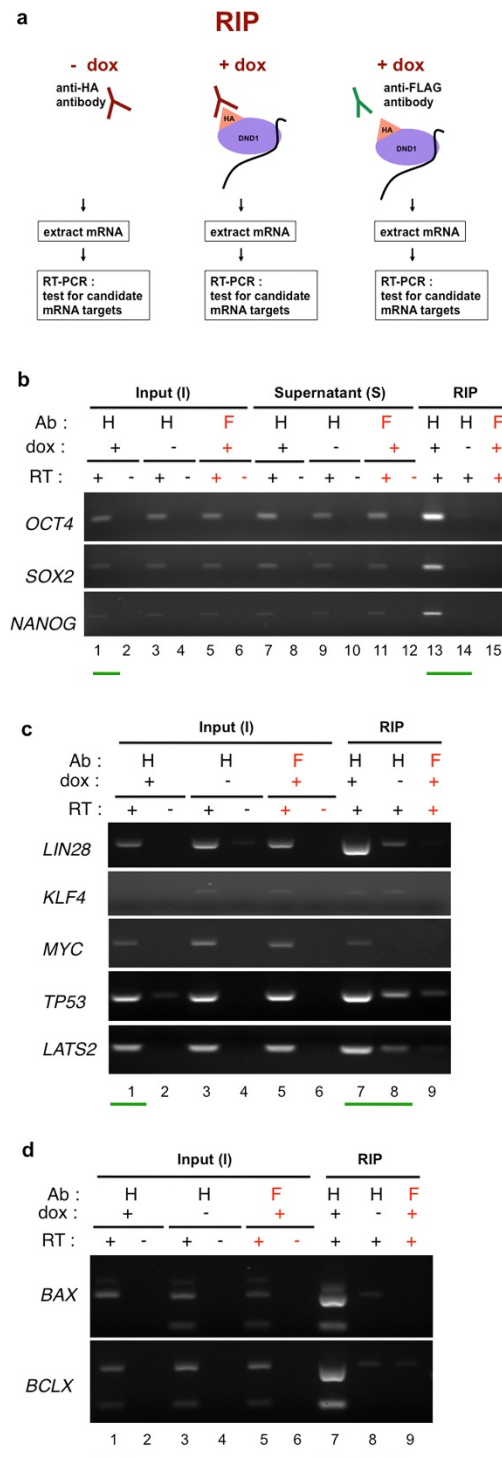 a
RIP
- dox
+ dox
+ dox
anti-HA
antibody
anti-FLAG
antibody
HA
DND1
HA
DND1
extract mRNA
extract mRNA
extract mRNA
RT-PCR :
test for candidate
mRNA targets
RT-PCR :
test for candidate
mRNA targets
RT-PCR :
test for candidate
mRNA targets
b
Input (I) Supernatant (S) RIP
Ab : H H F H H F H H F
dox : + - + + - + + - +
RT : + - + - + - + - + - + - + + +
OCT4
SOX2
NANOG
1 2 3 4 5 6 7 8 9 10 11 12 13 14 15
c
Input (I) RIP
Ab : H H F H H F
dox : + - + + - +
RT : + - + - + - + + +
LIN28
KLF4
MYC
TP53
LATS2
1 2 3 4 5 6 7 8 9
d
Input (I) RIP
Ab : H H F H H F
dox : + - + + - +
RT : + - + - + - + + +
BAX
BCLX
1 2 3 4 5 6 7 8 9